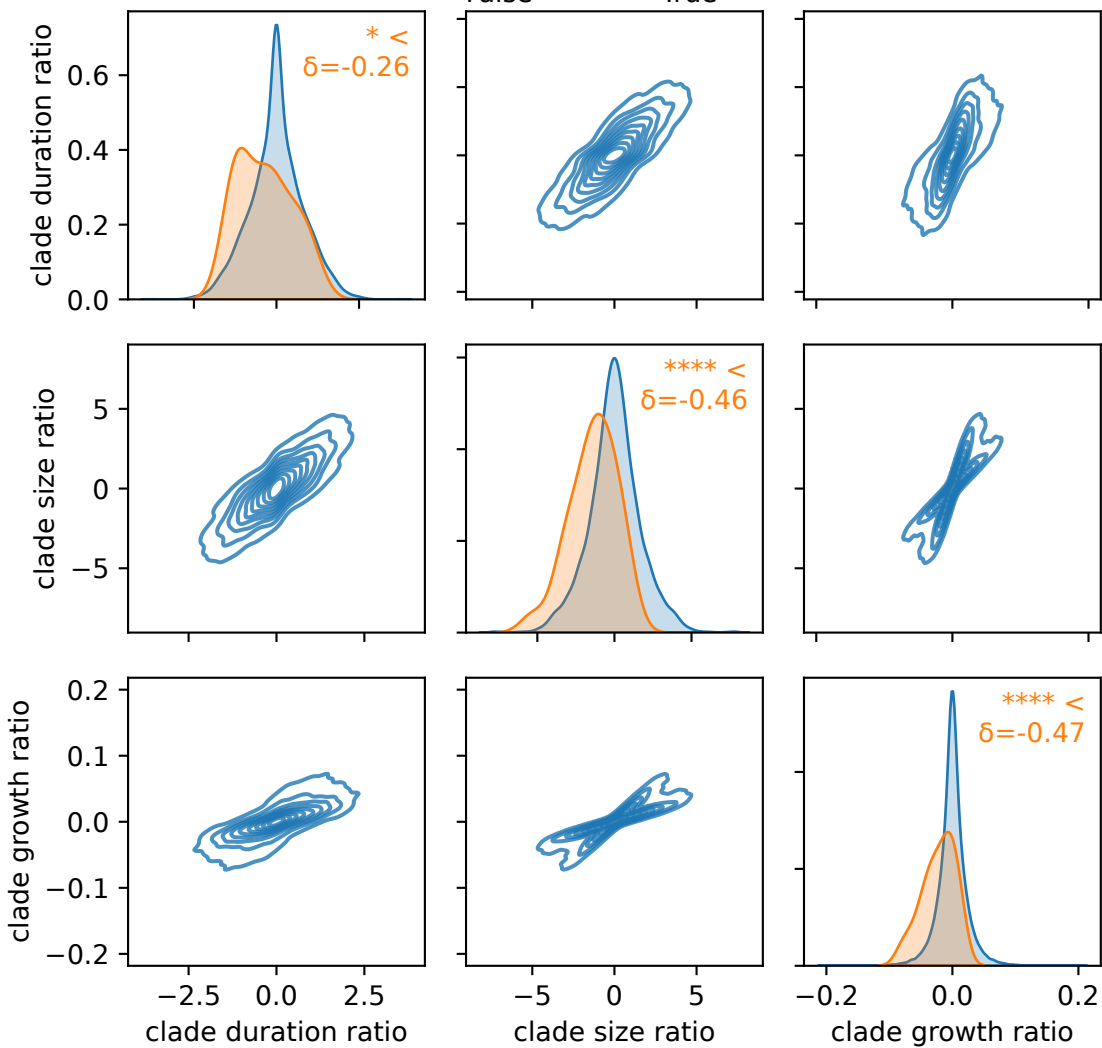 clade duration ratio
0.6
0.4
0.2
0.0
* <
δ=-0.26
clade size ratio
5
0
−5
**** <
δ=-0.46
clade growth ratio
0.2
0.1
0.0
−0.1
−0.2
**** <
δ=-0.47
−2.5 0.0 2.5
−5 0 5
−0.2 0.0 0.2
clade duration ratio
clade size ratio
clade growth ratio